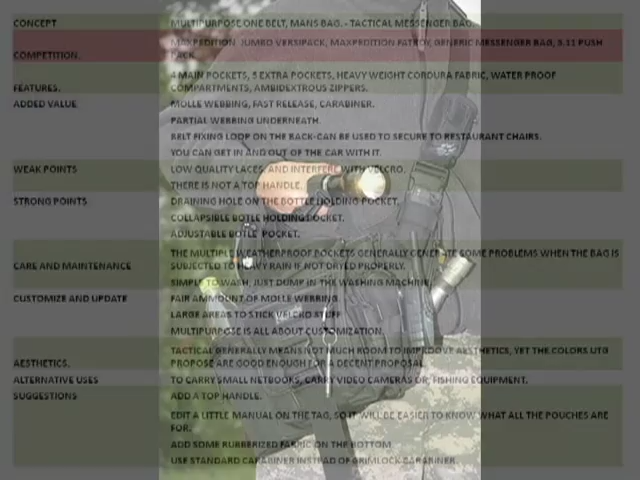 CONCEPT MULTIPURPOSE ONE BELT, MANS BAG. - TACTICAL MESSENGER BAG.
MAXPEDITION JUMBO VERSIPACK, MAXPEDITION FATBOY, GENERIC MESSENGER BAG, 5.11 PUSH
COMPETITION. PACK.
4 MAIN POCKETS, 5 EXTRA POCKETS, HEAVY WEIGHT CORDURA FABRIC, WATER PROOF
FEATURES. COMPARTMENTS, AMBIDEXTROUS ZIPPERS.
ADDED VALUE MOLLE WEBBING, FAST RELEASE, CARABINER.
PARTIAL WEBBING UNDERNEATH.
BELT FIXING LOOP ON THE BACK-CAN BE USED TO SECURE TO RESTAURANT CHAIRS.
YOU CAN GET IN AND OUT OF THE CAR WITH IT.
WEAK POINTS LOW QUALITY LACES, AND INTERFERE WITH VELCRO.
THERE IS NOT A TOP HANDLE.
STRONG POINTS DRAINING HOLE ON THE BOTTLE HOLDING POCKET.
COLLAPSIBLE BOTLE HOLDING POCKET.
ADJUSTABLE BOTLE POCKET.
THE MULTIPLE WEATHERPROOF POCKETS GENERALLY GENERATE SOME PROBLEMS WHEN THE BAG IS
CARE AND MAINTENANCE SUBJECTED TO HEAVY RAIN IF NOT DRYED PROPERLY.
SIMPLE TO WASH, JUST DUMP IN THE WASHING MACHINE.
CUSTOMIZE AND UPDATE FAIR AMMOUNT OF MOLLE WEBBING.
LARGE AREAS TO STICK VELCRO STUFF
MULTIPURPOSE IS ALL ABOUT CUSTOMIZATION.
TACTICAL GENERALLY MEANS NOT MUCH ROOM TO IMPROOVE AESTHETICS, YET THE COLORS UTG
AESTHETICS. PROPOSE ARE GOOD ENOUGH FOR A DECENT PROPOSAL.
ALTERNATIVE USES TO CARRY SMALL NETBOOKS, CARRY VIDEO CAMERAS OR, FISHING EQUIPMENT.
SUGGESTIONS ADD A TOP HANDLE.
EDIT A LITTLE MANUAL ON THE TAG, SO IT WILL BE EASIER TO KNOW WHAT ALL THE POUCHES ARE
FOR.
ADD SOME RUBBERIZED FABRIC ON THE BOTTOM
USE STANDARD CARABINER INSTEAD OF GRIMLOCK CARABINER.